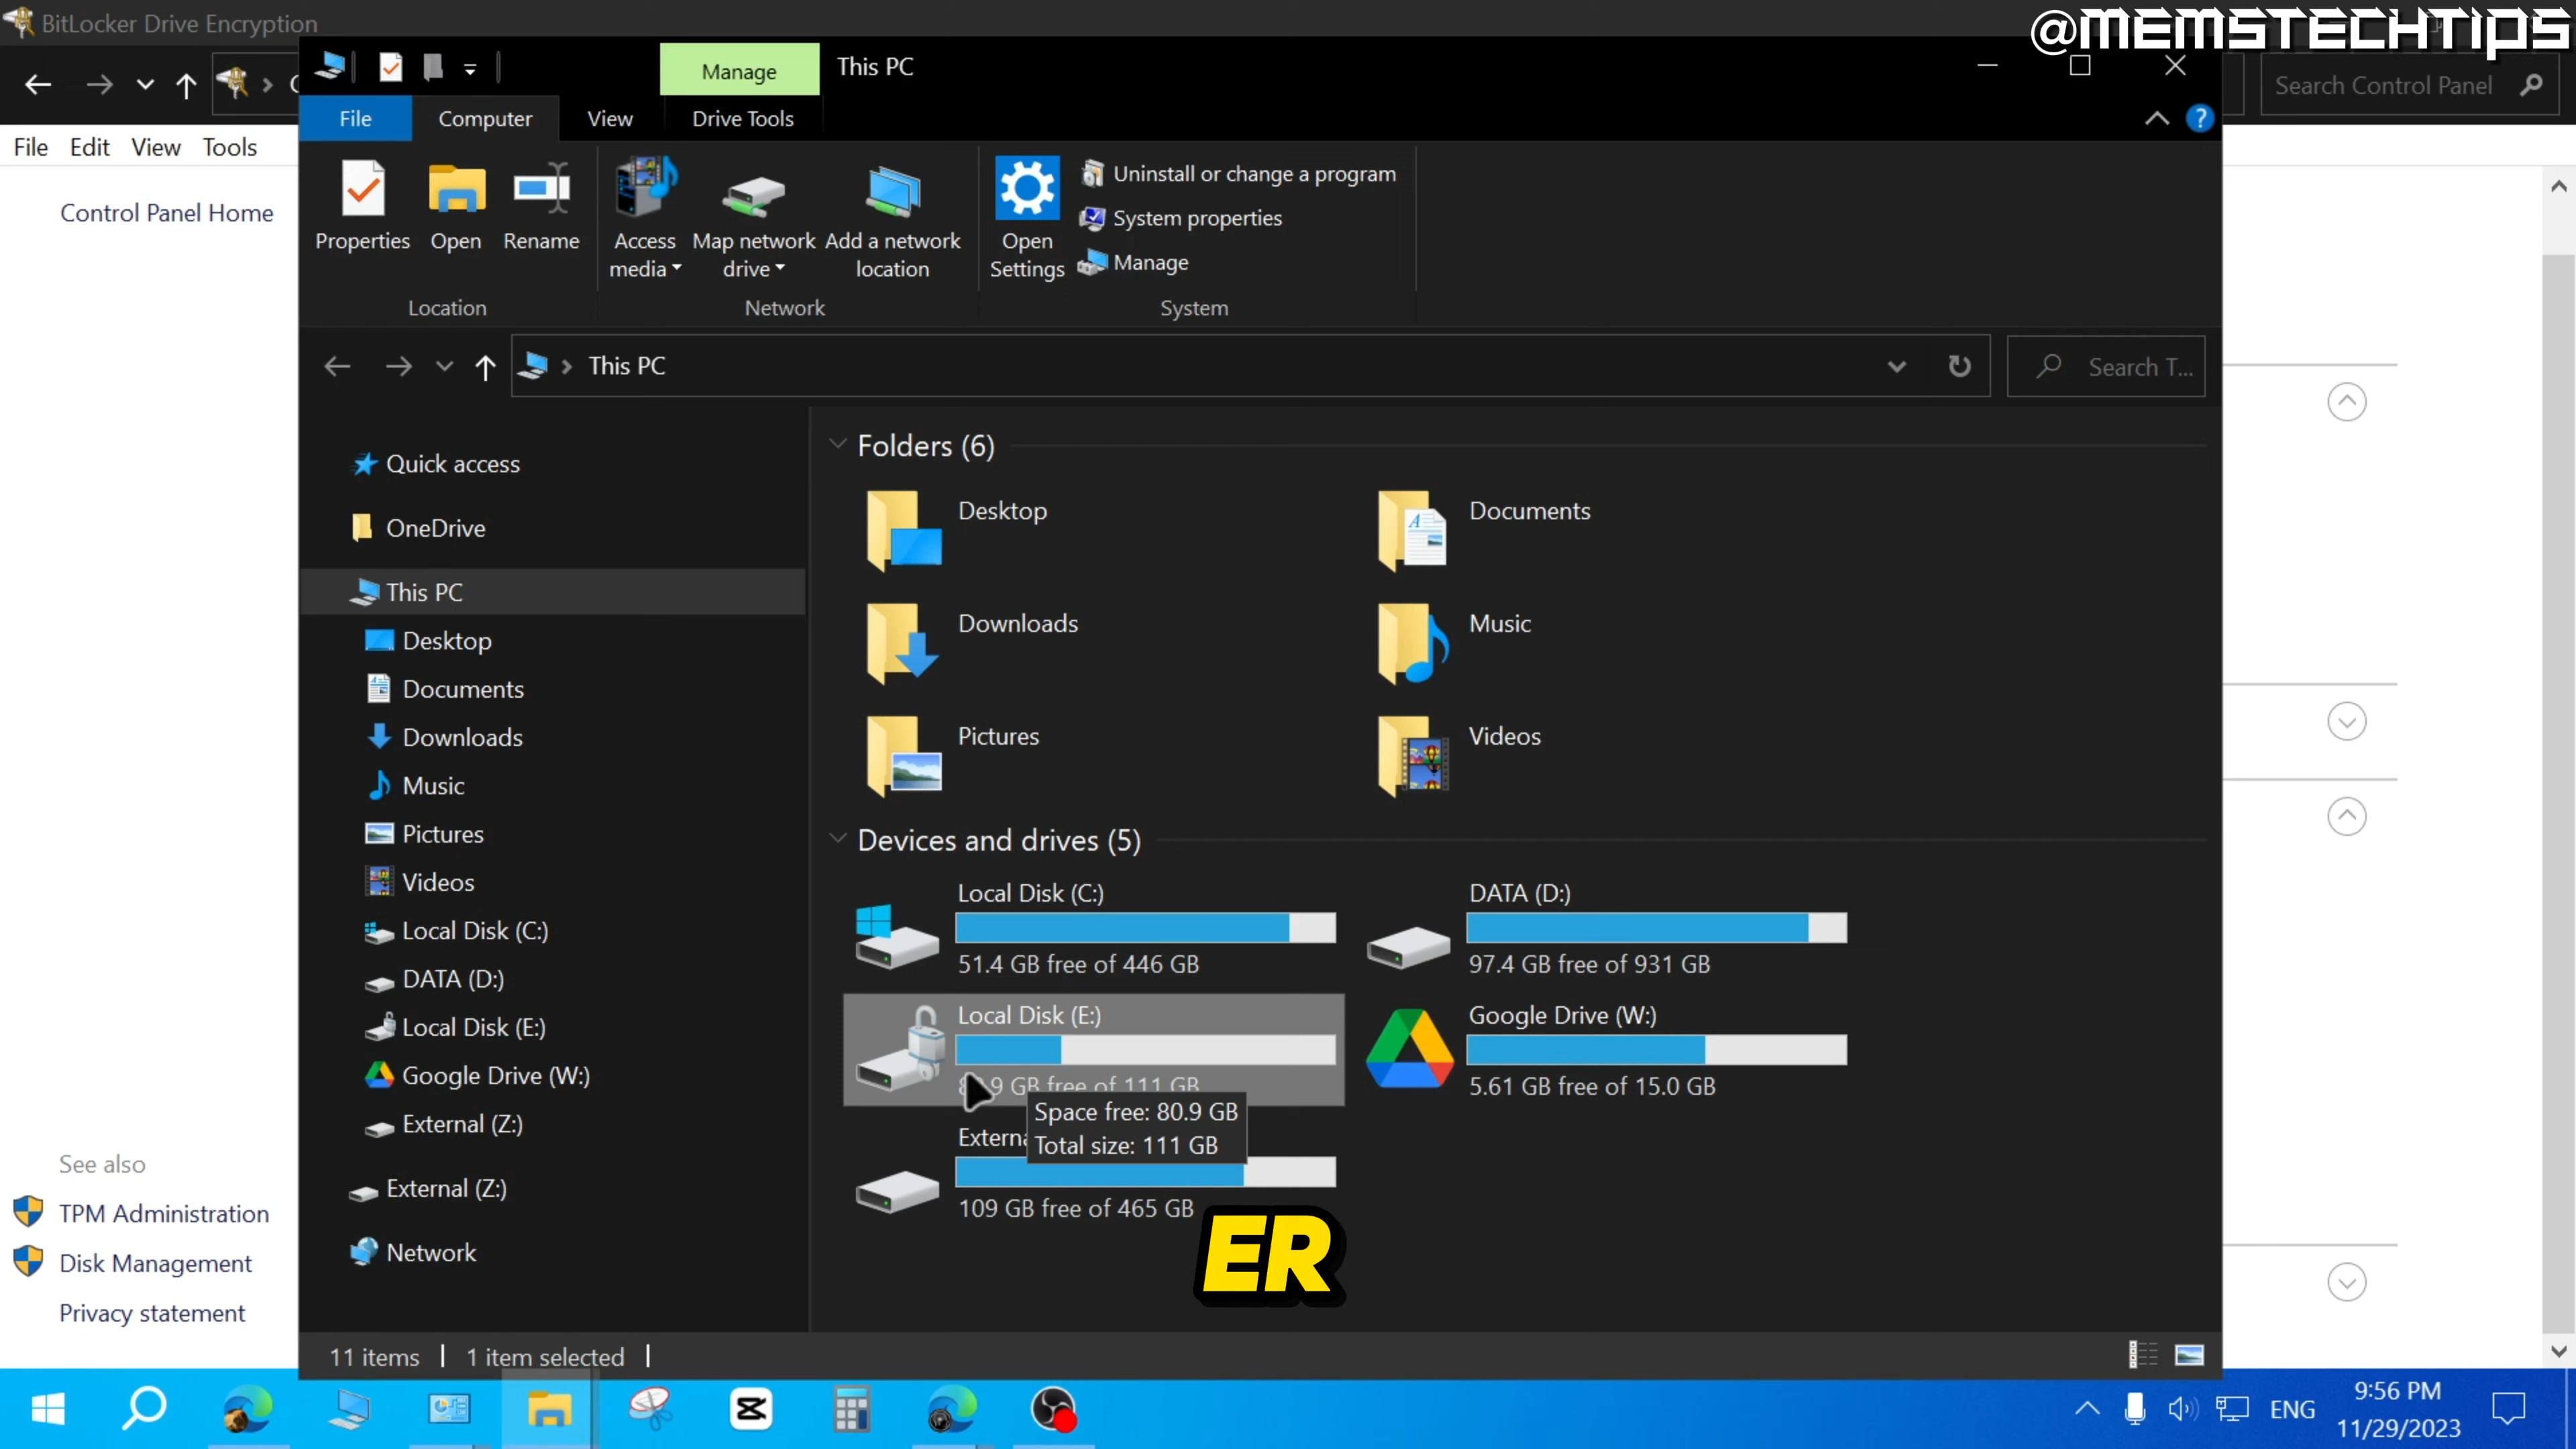 BitLocker Drive Encryption
@MEMSTECHTIPS
Manage
This PC
Search Control Panel
File
Computer
View
Drive Tools
File Edit View Tools
Control Panel Home
Properties
Open
Rename
Access media
Map network drive
Add a network location
Open Settings
Uninstall or change a program
System properties
Manage
Location
Network
System
This PC
Search T...
Quick access
OneDrive
This PC
Desktop
Documents
Downloads
Music
Pictures
Videos
Local Disk (C:)
DATA (D:)
Local Disk (E:)
Google Drive (W:)
External (Z:)
External (Z:)
Network
Folders (6)
Desktop
Documents
Downloads
Music
Pictures
Videos
Devices and drives (5)
Local Disk (C:)
51.4 GB free of 446 GB
DATA (D:)
97.4 GB free of 931 GB
Local Disk (E:)
GB free of 111 GB
Google Drive (W:)
5.61 GB free of 15.0 GB
Space free: 80.9 GB
Total size: 111 GB
109 GB free of 465 GB
ER
See also
TPM Administration
Disk Management
Privacy statement
11 items
1 item selected
ENG
9:56 PM
11/29/2023